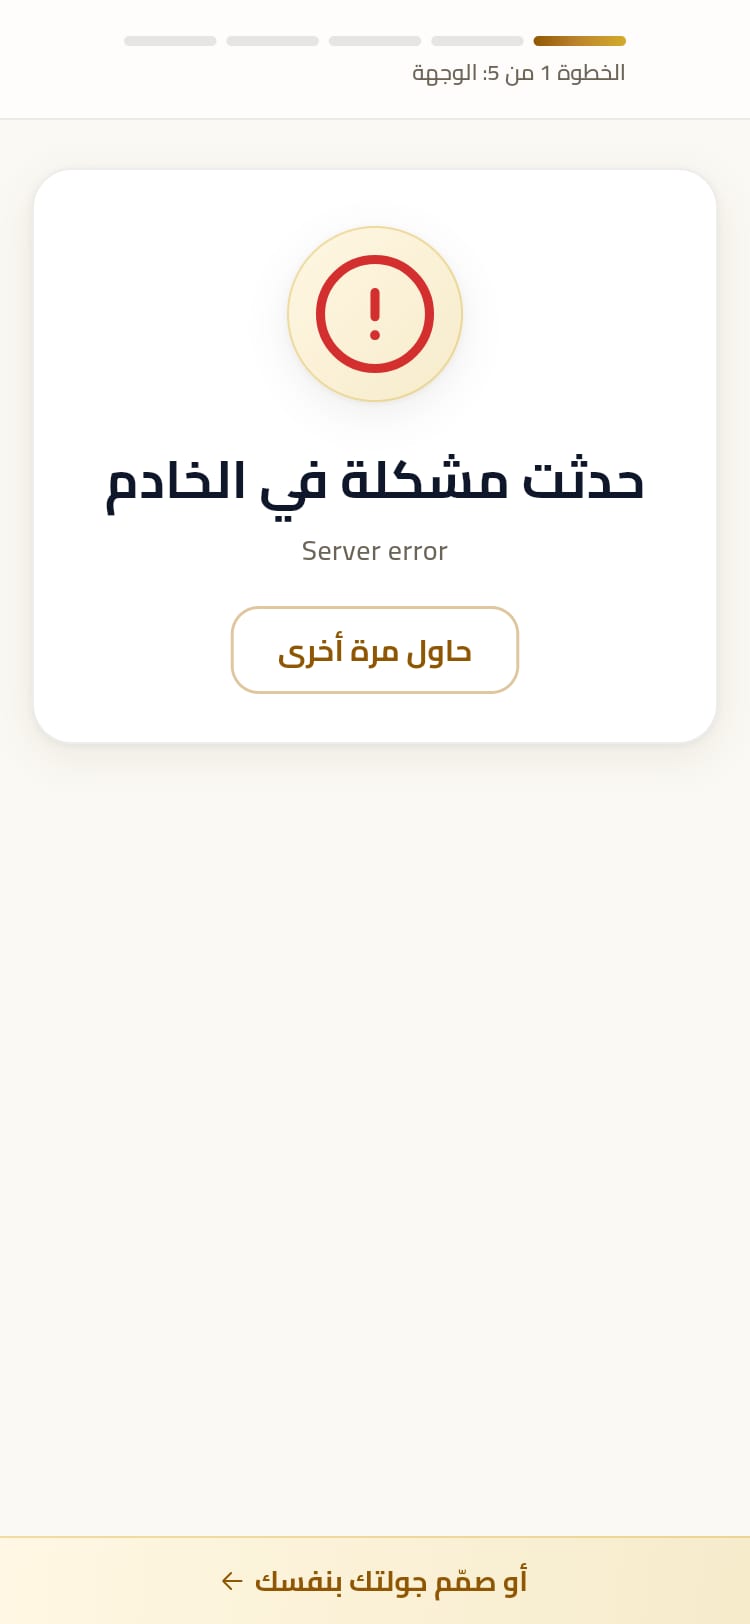 الخطوة 1 من 5: الوجهة
حدثت مشكلة في الخادم
Server error
حاول مرة أخرى
أو صمّم جولتك بنفسك ←